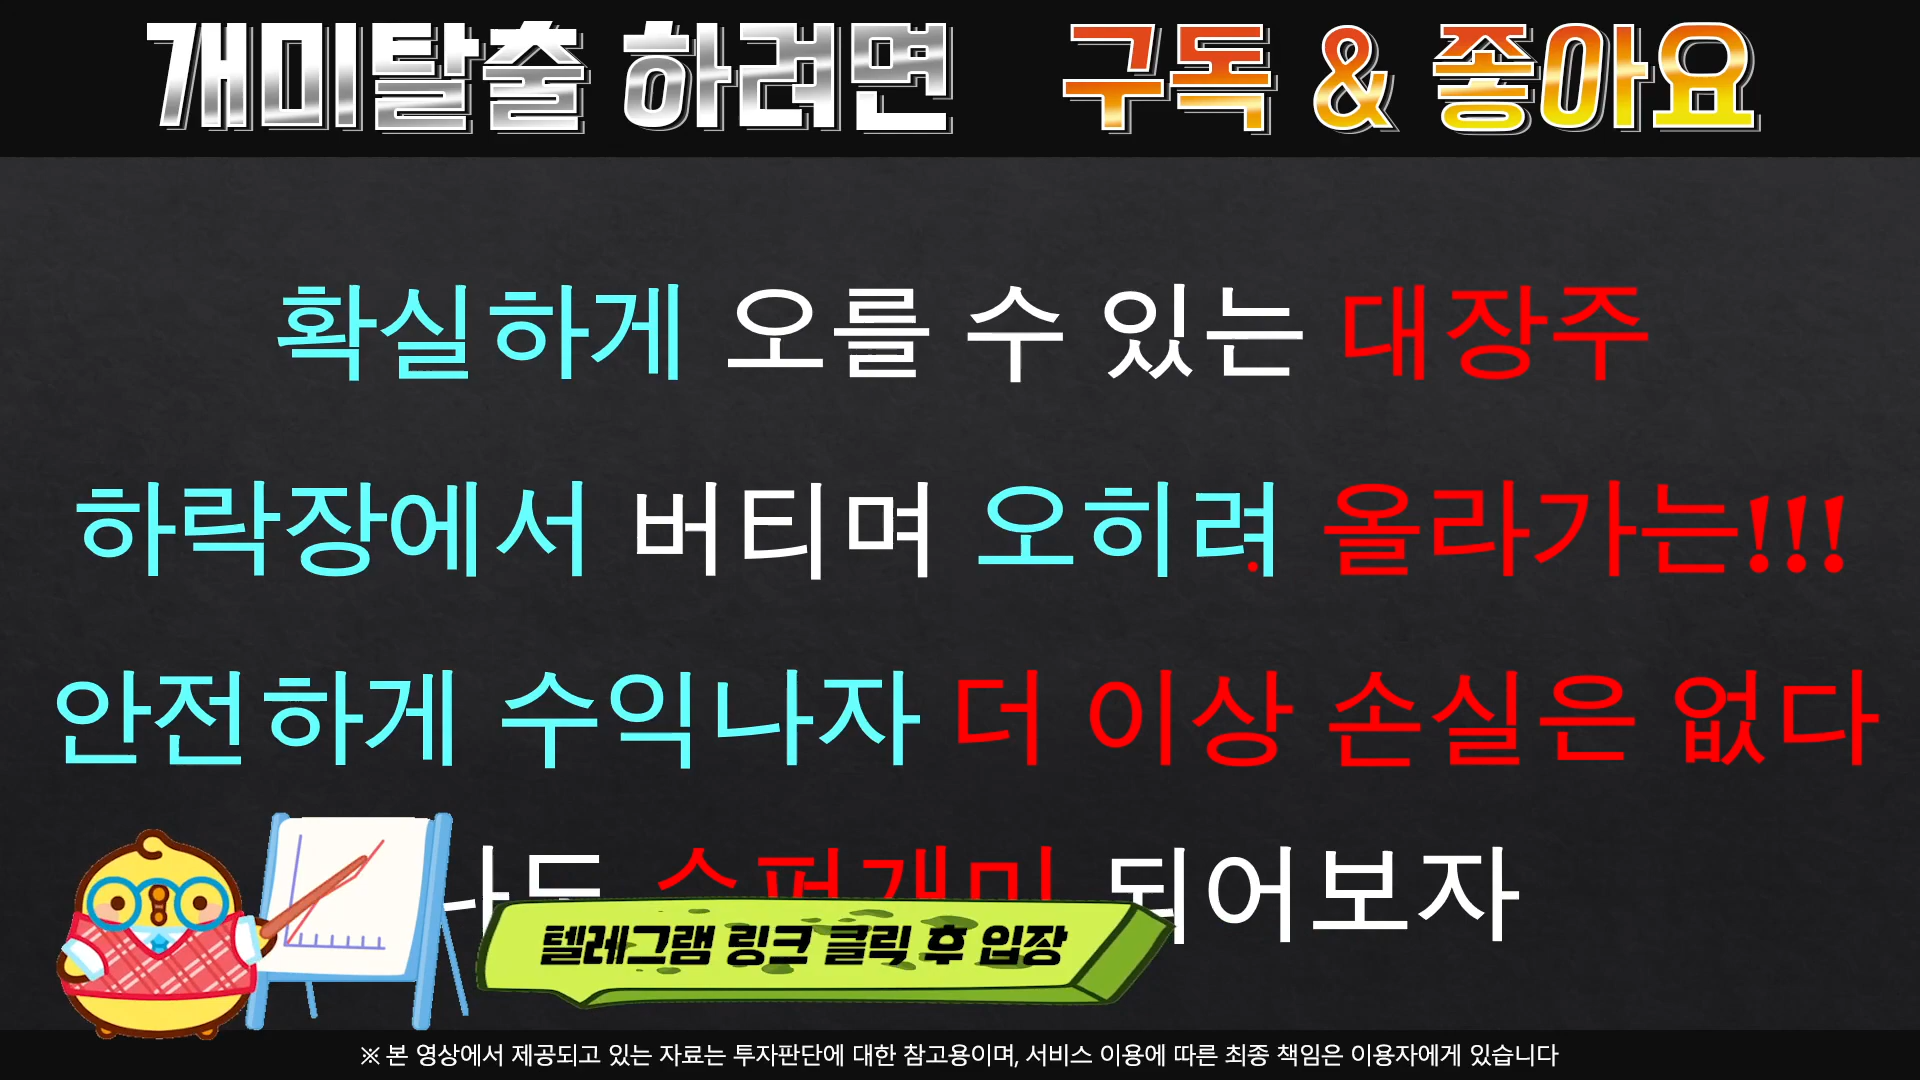 개미탈출 하려면 구독 & 좋아요
확실하게 오를 수 있는 대장주
하락장에서 버티며 오히려 올라가는!!!
안전하게 수익나자 더 이상 손실은 없다
나도 슈퍼개미 되어보자
텔레그램 링크 클릭 후 입장
※ 본 영상에서 제공되고 있는 자료는 투자판단에 대한 참고용이며, 서비스 이용에 따른 최종 책임은 이용자에게 있습니다